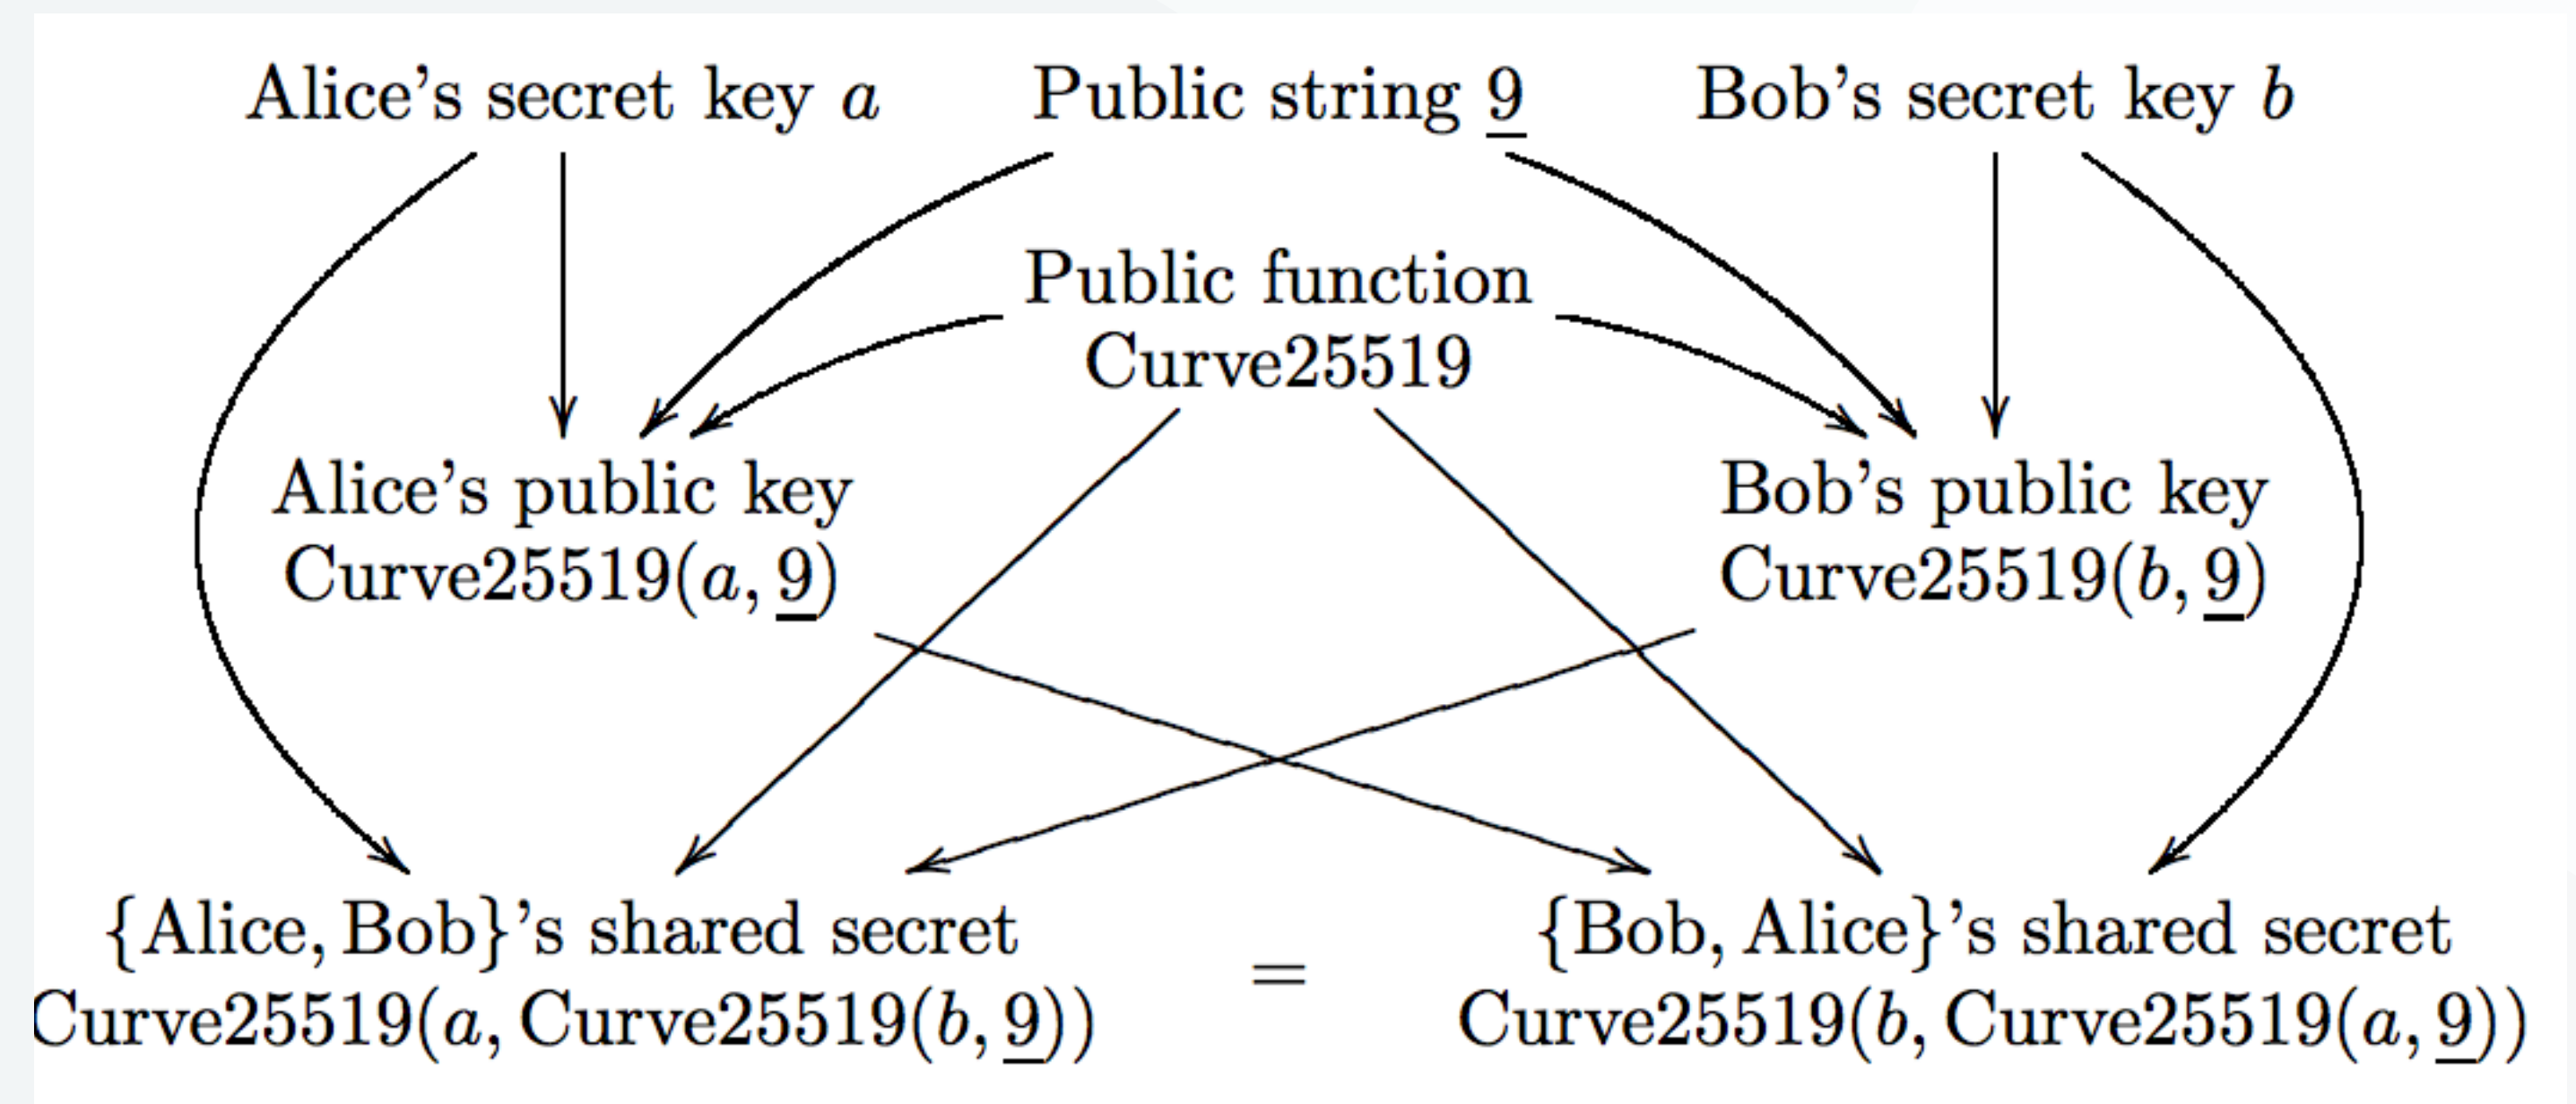 Alice’s secret key a
Public string 9
Bob’s secret key b
Public function
Curve25519
Alice’s public key
Curve25519(a, 9)
Bob’s public key
Curve25519(b, 9)
{Alice, Bob}’s shared secret
Curve25519(a, Curve25519(b, 9))
=
{Bob, Alice}’s shared secret
Curve25519(b, Curve25519(a, 9))